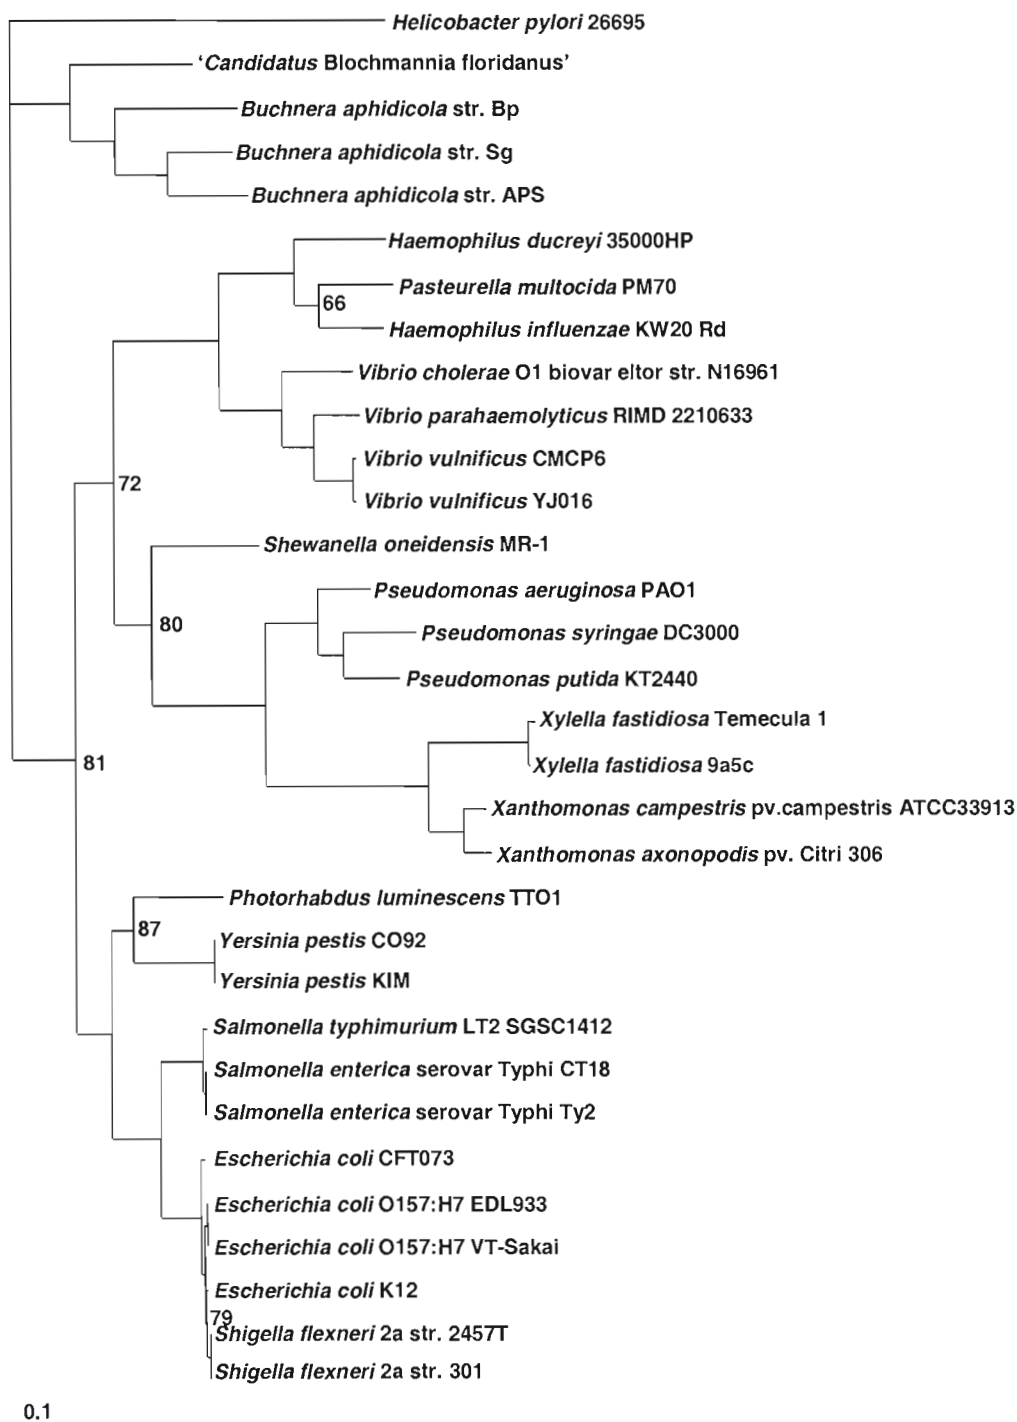 Helicobacter pylori 26695
‘Candidatus Blochmannia floridanus’
Buchnera aphidicola str. Bp
Buchnera aphidicola str. Sg
Buchnera aphidicola str. APS
Haemophilus ducreyi 35000HP
Pasteurella multocida PM70
66
Haemophilus influenzae KW20 Rd
Vibrio cholerae O1 biovar eltor str. N16961
Vibrio parahaemolyticus RIMD 2210633
Vibrio vulnificus CMCP6
72
Vibrio vulnificus YJ016
Shewanella oneidensis MR-1
Pseudomonas aeruginosa PAO1
80
Pseudomonas syringae DC3000
Pseudomonas putida KT2440
Xylella fastidiosa Temecula 1
81
Xylella fastidiosa 9a5c
Xanthomonas campestris pv.campestris ATCC33913
Xanthomonas axonopodis pv. Citri 306
Photorhabdus luminescens TTO1
87
Yersinia pestis CO92
Yersinia pestis KIM
Salmonella typhimurium LT2 SGSC1412
Salmonella enterica serovar Typhi CT18
Salmonella enterica serovar Typhi Ty2
Escherichia coli CFT073
Escherichia coli O157:H7 EDL933
Escherichia coli O157:H7 VT-Sakai
Escherichia coli K12
79
Shigella flexneri 2a str. 2457T
Shigella flexneri 2a str. 301
0.1